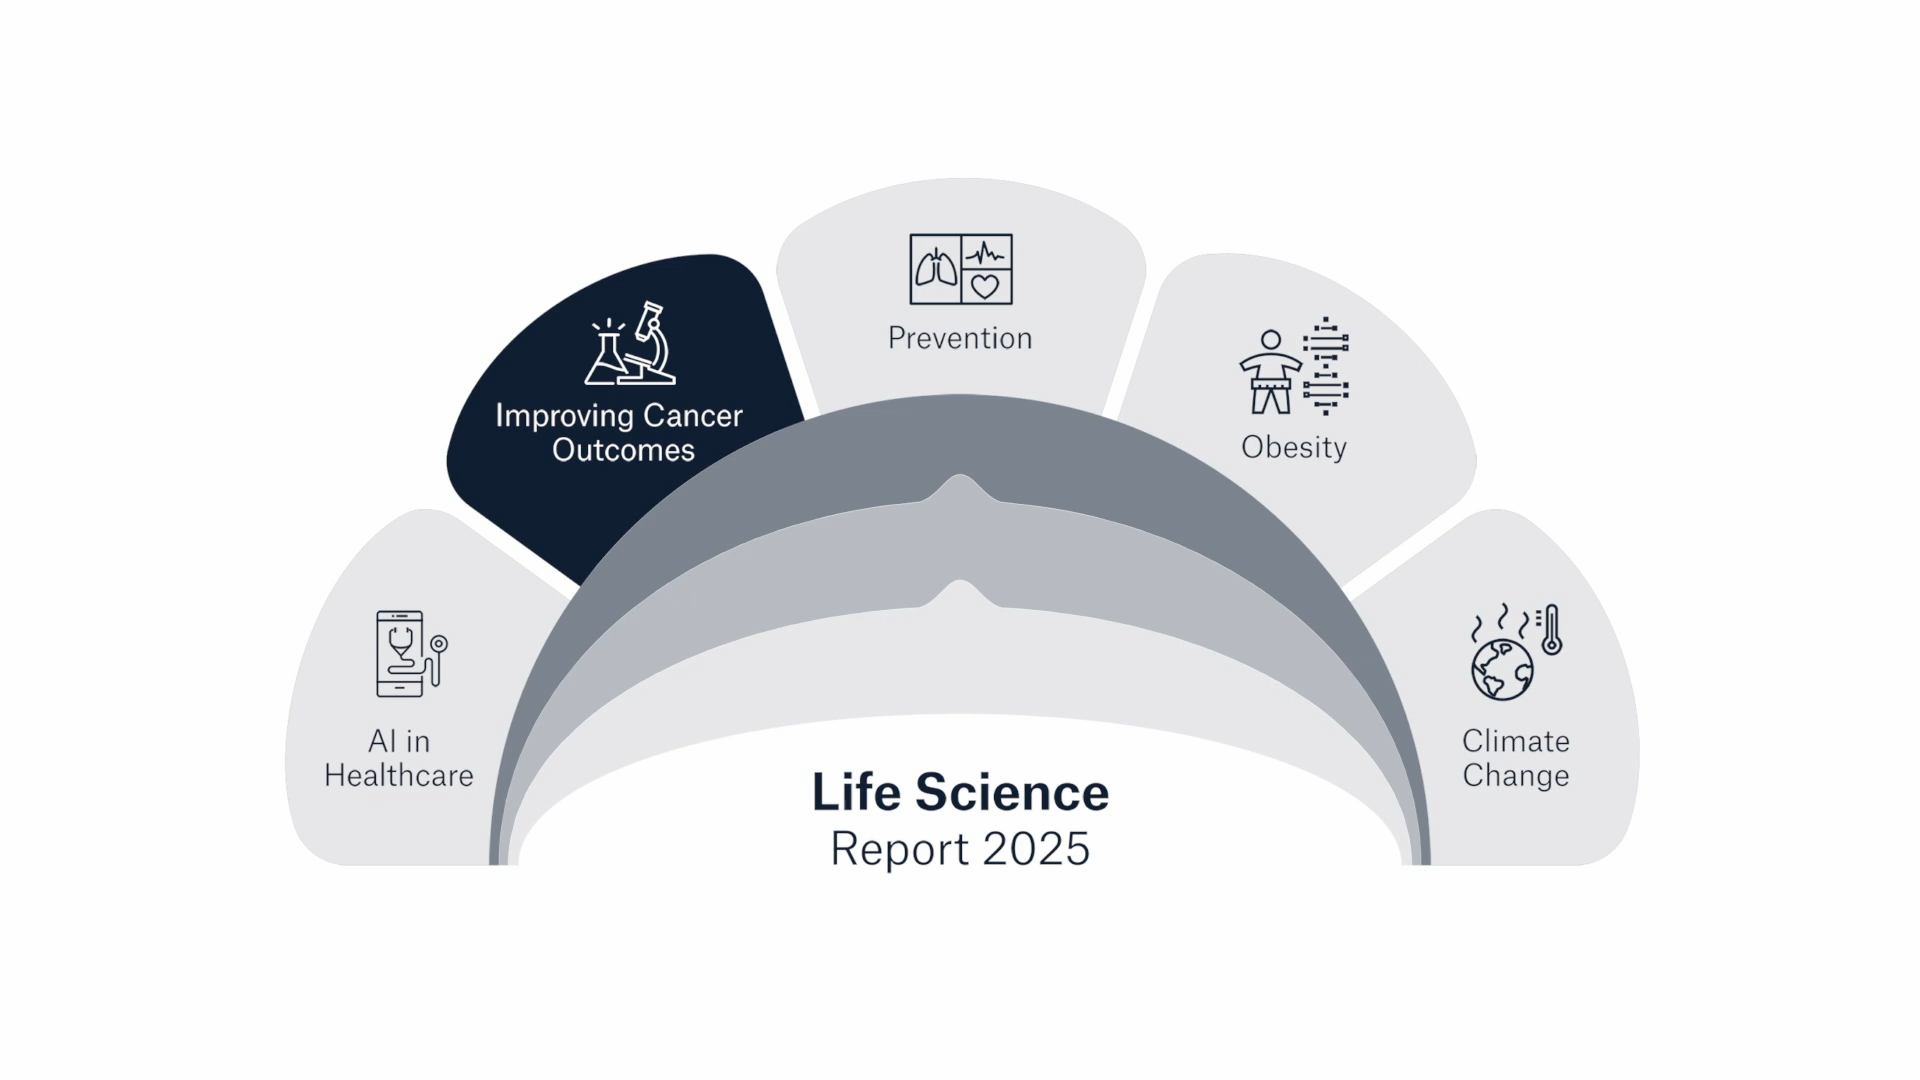 AI in
Healthcare
Improving Cancer
Outcomes
Prevention
Obesity
Climate
Change
Life Science
Report 2025